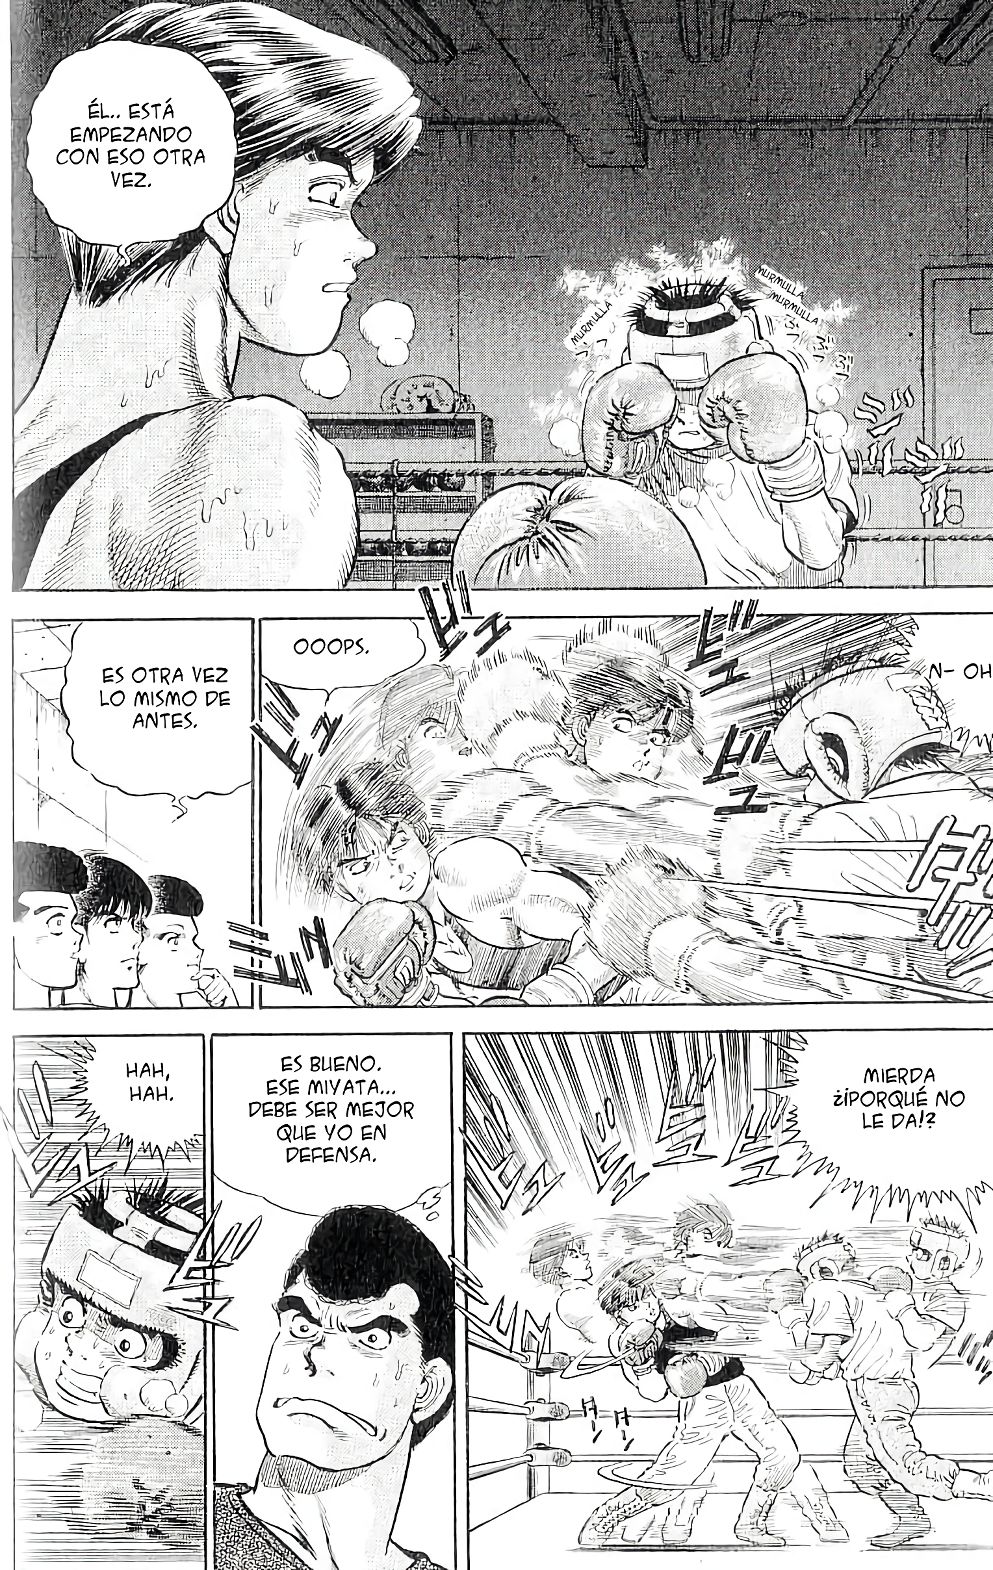 ÉL.. ESTÁ
EMPEZANDO
CON ESO OTRA
VEZ.
MURMULLA
MURMULLA
MURMULLA
ES OTRA VEZ
LO MISMO DE
ANTES.
OOOPS.
N- OH
HAH,
HAH.
ES BUENO.
ESE MIYATA...
DEBE SER MEJOR
QUE YO EN
DEFENSA.
MIERDA
¿¡PORQUÉ NO
LE DA!?